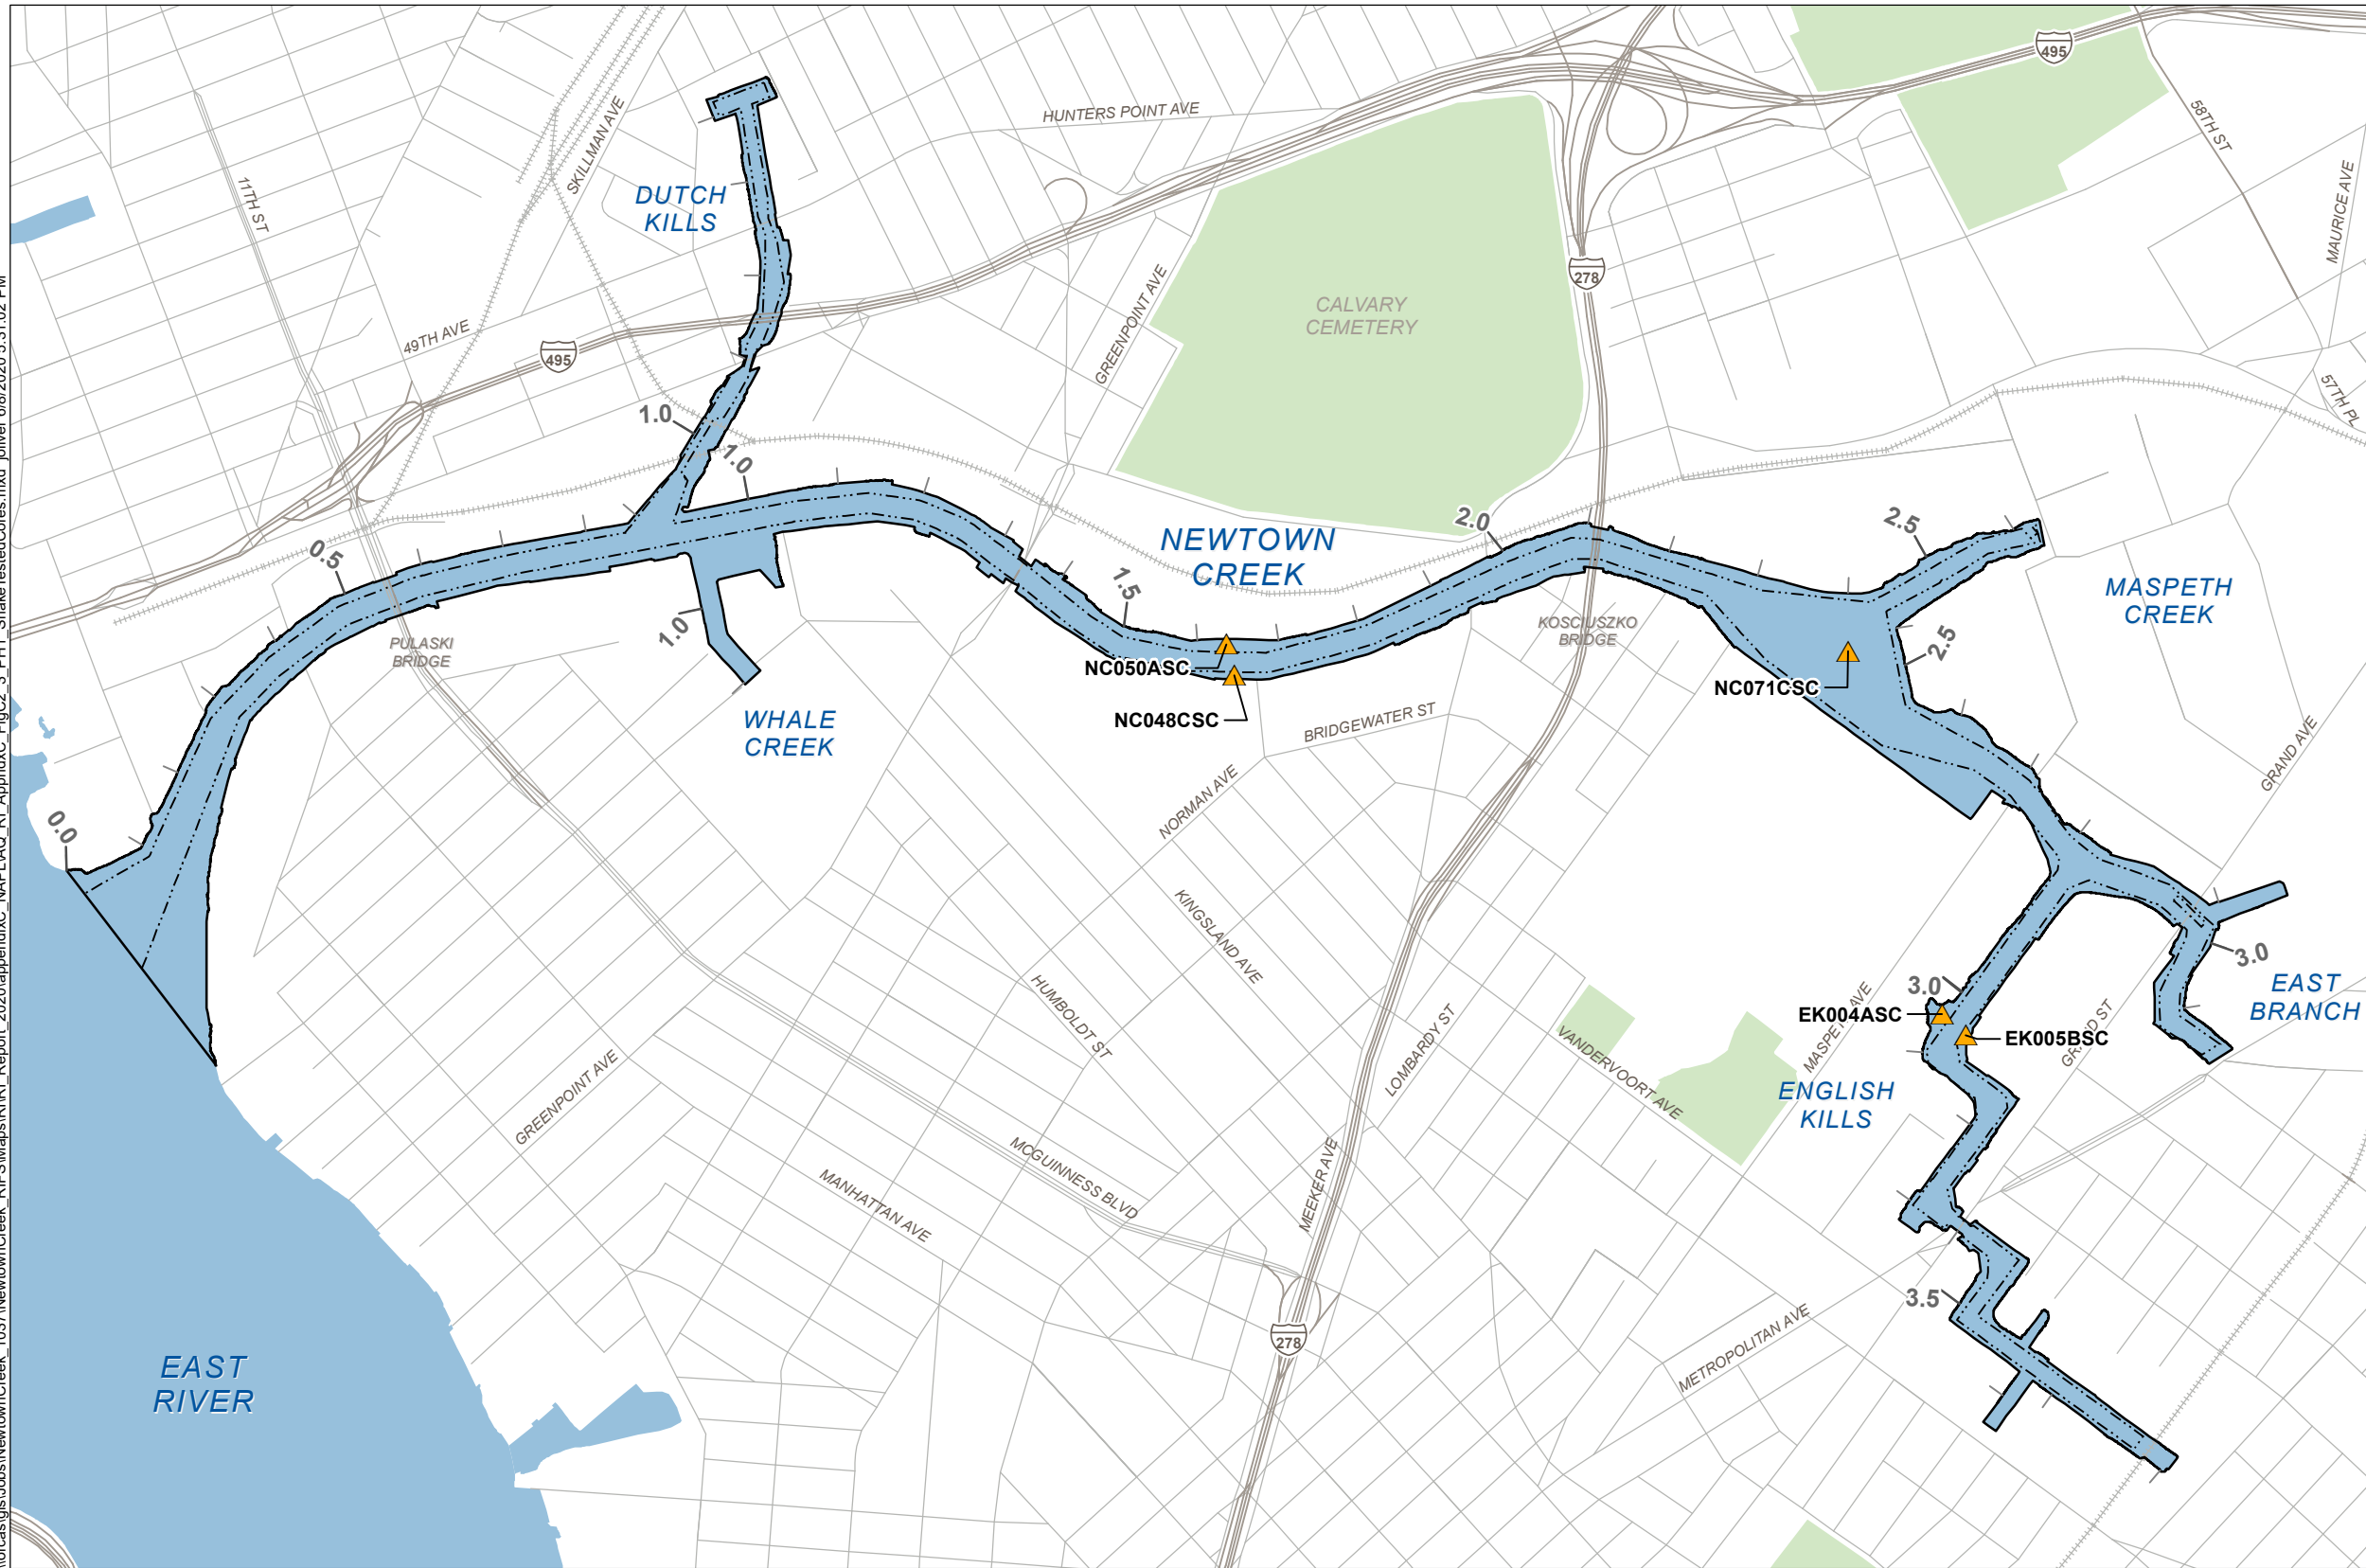 495
HUNTERS POINT AVE
58TH ST
SKILLMAN AVE
11TH ST
DUTCH
KILLS
MAURICE AVE
278
GREENPOINT AVE
CALVARY
CEMETERY
49TH AVE
495
57TH PL
1.0
1.0
0.5
NEWTOWN
CREEK
2.0
2.5
1.5
MASPETH
CREEK
1.0
2.5
PULASKI
BRIDGE
KOSCIUSZKO
BRIDGE
NC050ASC
NC071CSC
NC048CSC
WHALE
CREEK
BRIDGEWATER ST
GRAND AVE
0.0
NORMAN AVE
KINGSLAND AVE
3.0
3.0
EAST
BRANCH
HUMBOLDT ST
EK004ASC
MASPETH AVE
EK005BSC
GRAND ST
LOMBARDY ST
VANDERVOORT AVE
ENGLISH
KILLS
GREENPOINT AVE
MCGUINNESS BLVD
MANHATTAN AVE
MEEKER AVE
3.5
278
METROPOLITAN AVE
EAST
RIVER